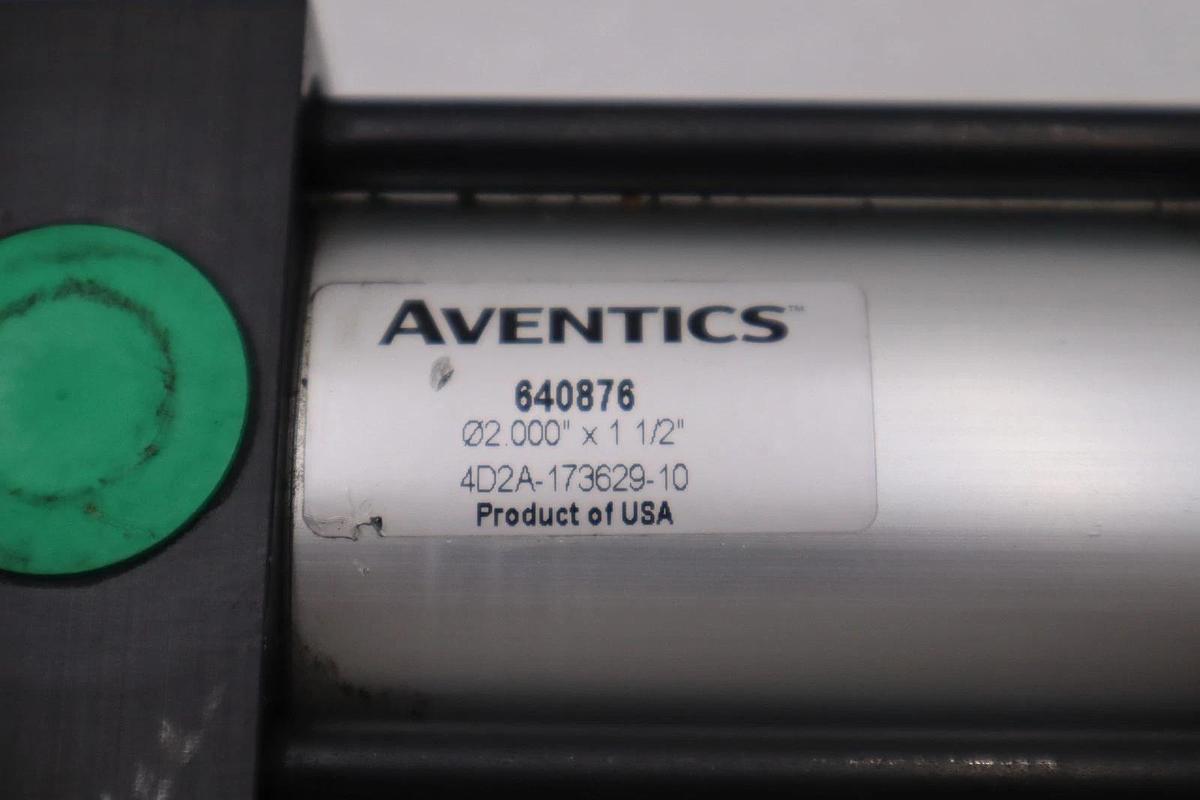 AVENTICS™
640876
Ø2.000" x 1 1/2"
4D2A-173629-10
Product of USA